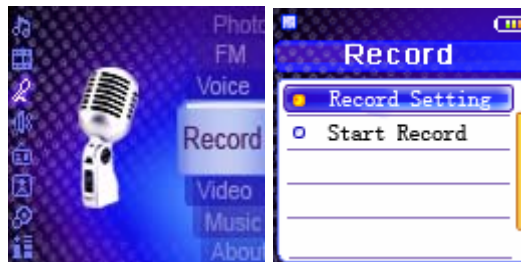 Photo
FM
Voice
Record
Video
Music
About
Record
Record Setting
Start Record